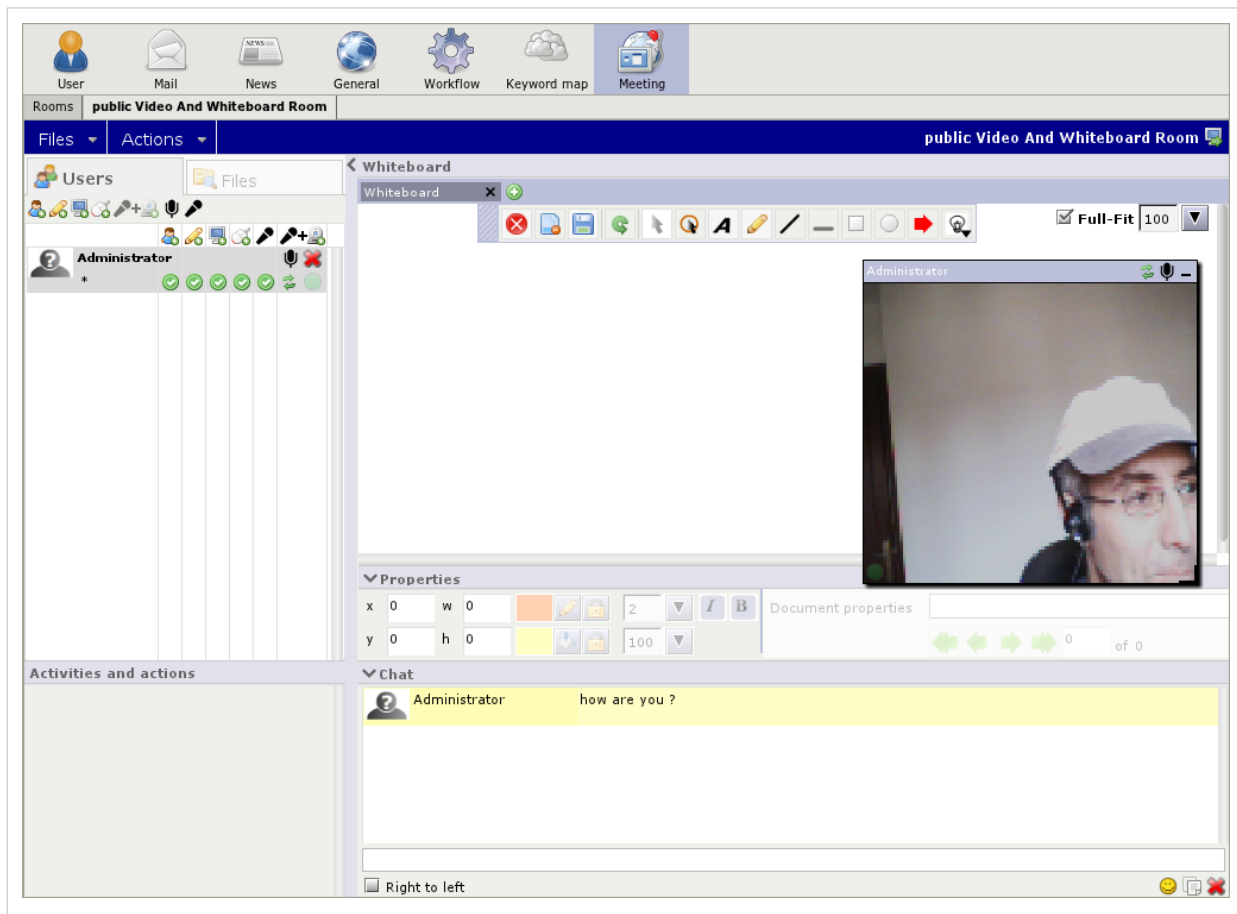 NEWS
User Mail News General Workflow Keyword map Meeting
Rooms public Video And Whiteboard Room
Files Actions public Video And Whiteboard Room
Users Files
Whiteboard
Whiteboard
A Full-Fit 100
Administrator
*
Administrator
Properties
x 0 w 0 2 I B Document properties
y 0 h 0 100 0 of 0
Activities and actions
Chat
Administrator how are you ?
Right to left